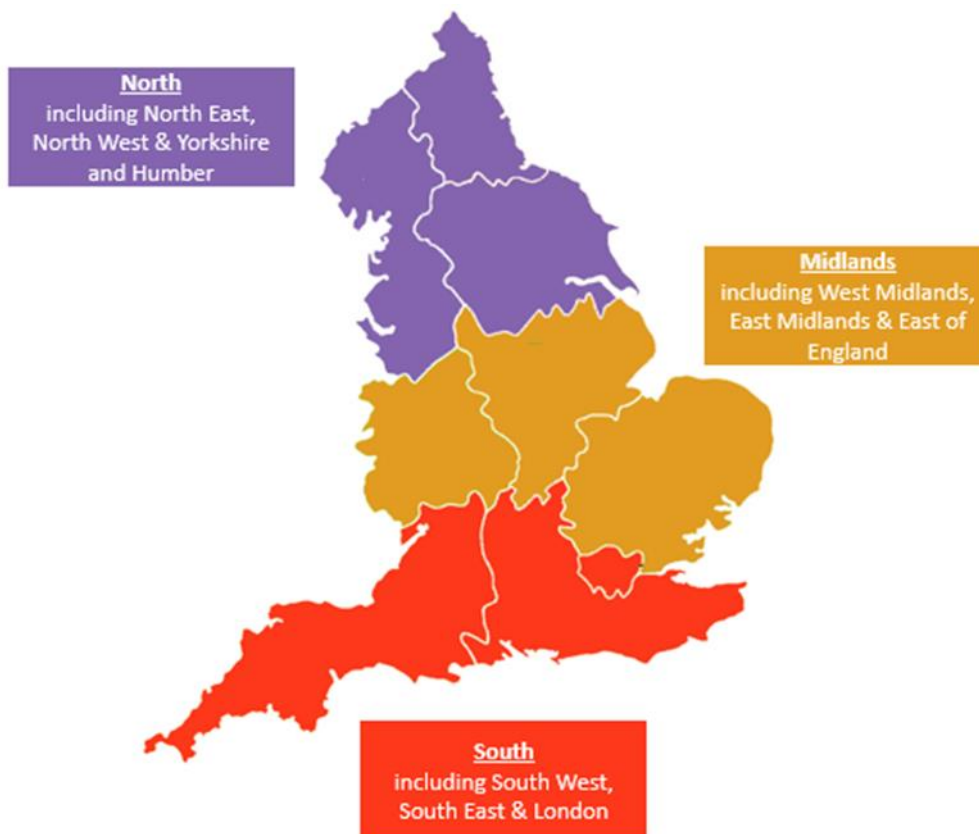 North
including North East,
North West & Yorkshire
and Humber
Midlands
including West Midlands,
East Midlands & East of
England
South
including South West,
South East & London